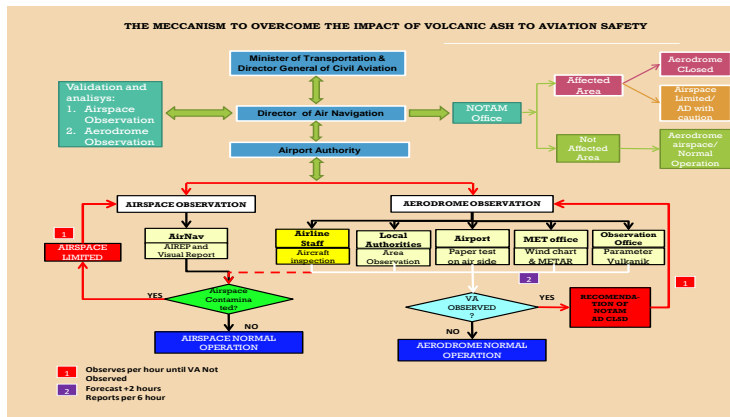 THE MECCANISM TO OVERCOME THE IMPACT OF VOLCANIC ASH TO AVIATION SAFETY
Minister of Transportation &
Director General of Civil Aviation
Validation and
analisys:
1. Airspace
Observation
2. Aerodrome
Observation
Director of Air Navigation
NOTAM
Office
Affected
Area
Aerodrome
CLosed
Airspace
Limited/
AD with
caution
Not
Affected
Area
Aerodrome
airspace/
Normal
Operation
Airport Authority
AIRSPACE OBSERVATION
AERODROME OBSERVATION
1
AIRSPACE
LIMITED
AirNav
AIREP and
Visual Report
Airline
Staff
Aircraft
inspection
Local
Authorities
Area
Observation
Airport
Paper test
on air side
MET office
Wind chart
& METAR
Observation
Office
Parameter
Vulkanik
2
1
YES
Airspace
Contamina
ted?
NO
AIRSPACE NORMAL
OPERATION
VA
OBSERVED
?
YES
RECOMENDA
TION OF
NOTAM
AD CLSD
NO
AERODROME NORMAL
OPERATION
1 Observes per hour until VA Not
Observed
2 Forecast +2 hours
Reports per 6 hour